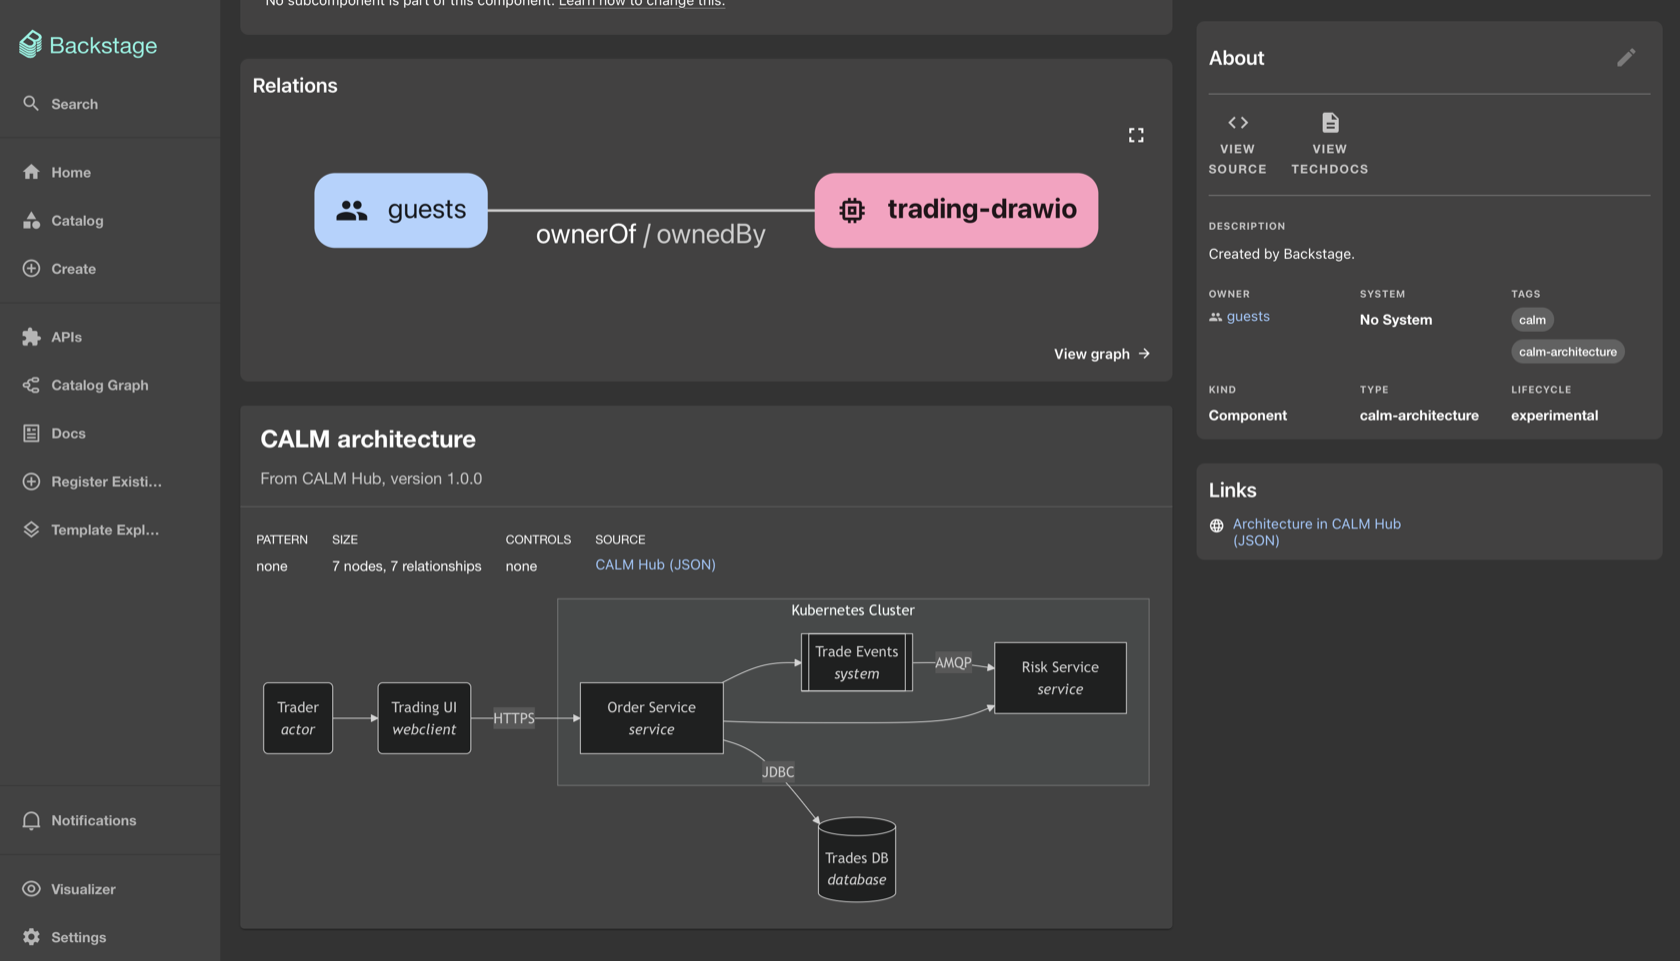 Backstage
Search
Home
Catalog
Create
APIs
Catalog Graph
Docs
Register Existi...
Template Expl...
Notifications
Visualizer
Settings
No subcomponent is part of this component. Learn how to change this.
Relations
guests
ownerOf / ownedBy
trading-drawio
View graph
CALM architecture
From CALM Hub, version 1.0.0
PATTERN
none
SIZE
7 nodes, 7 relationships
CONTROLS
none
SOURCE
CALM Hub (JSON)
Kubernetes Cluster
Trader
actor
Trading UI
webclient
HTTPS
Order Service
service
Trade Events
system
AMQP
Risk Service
service
JDBC
Trades DB
database
About
VIEW
SOURCE
VIEW
TECHDOCS
DESCRIPTION
Created by Backstage.
OWNER
guests
SYSTEM
No System
TAGS
calm
calm-architecture
KIND
Component
TYPE
calm-architecture
LIFECYCLE
experimental
Links
Architecture in CALM Hub
(JSON)